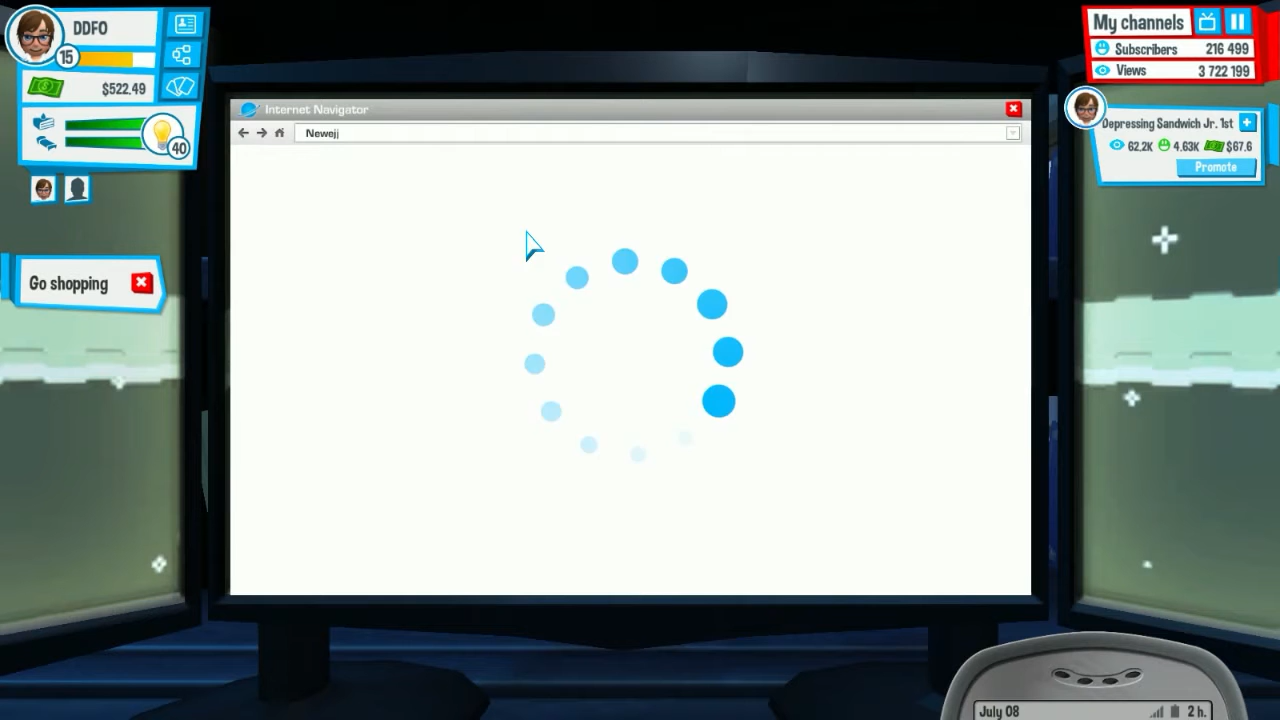 DDFO
15
$522.49
40
Go shopping
Internet Navigator
Newejj
My channels
Subscribers 216 499
Views 3 722 199
Depressing Sandwich Jr. 1st
62.2K 4.63K $67.6
Promote
July 08 2 h.